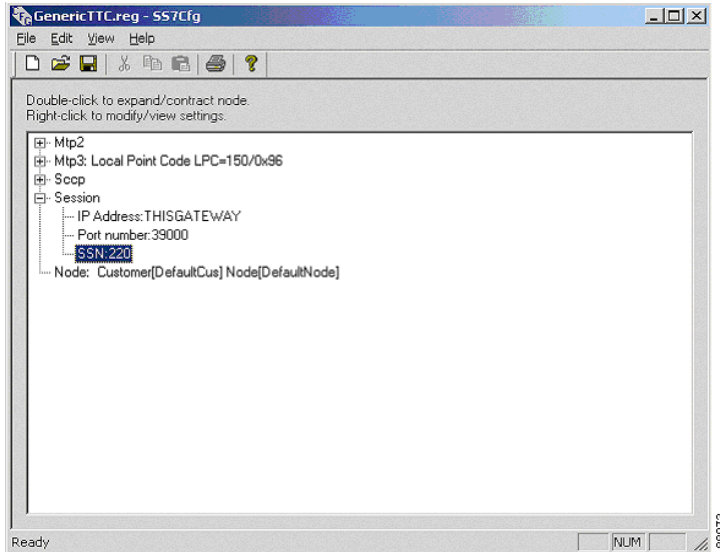 GenericTTC.reg - SS7Cfg
File Edit View Help
Double-click to expand/contract node.
Right-click to modify/view settings.
Mtp2
Mtp3: Local Point Code LPC=150/0x96
Sccp
Session
IP Address:THISGATEWAY
Port number:39000
SSN:220
Node: Customer[DefaultCus] Node[DefaultNode]
Ready NUM